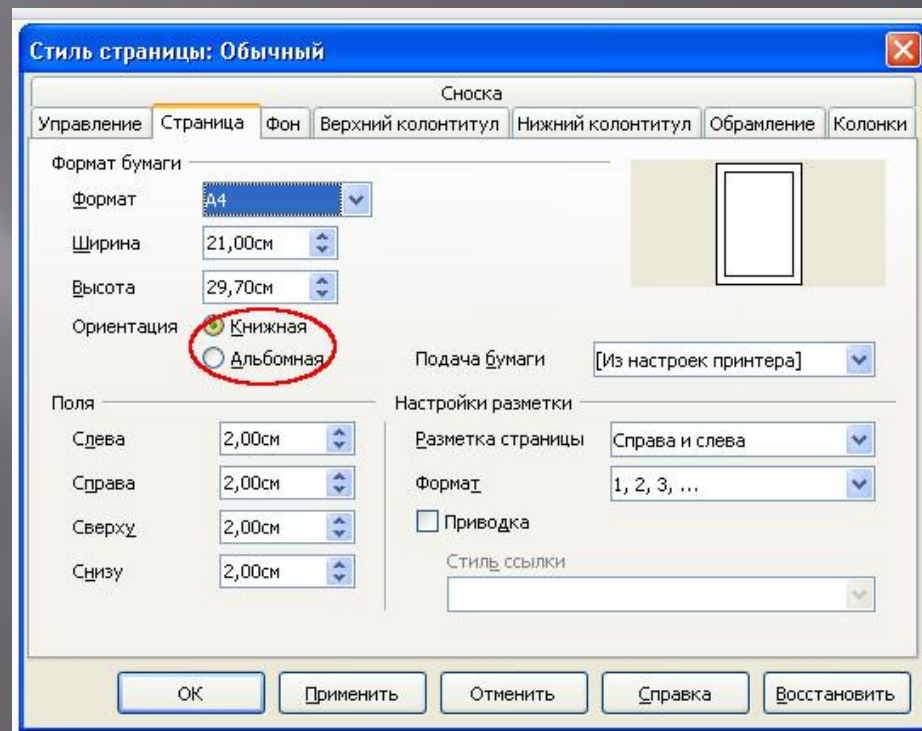 Стиль страницы: Обычный
Сноска
Управление Страница Фон Верхний колонтитул Нижний колонтитул Обрамление Колонки
Формат бумаги
Формат A4
Ширина 21,00см
Высота 29,70см
Ориентация Книжная
Альбомная Подача бумаги [Из настроек принтера]
Поля Настройки разметки
Слева 2,00см Разметка страницы Справа и слева
Справа 2,00см Формат 1, 2, 3, ...
Сверху 2,00см Приводка
Стиль ссылки
Снизу 2,00см
ОК Применить Отменить Справка Восстановить